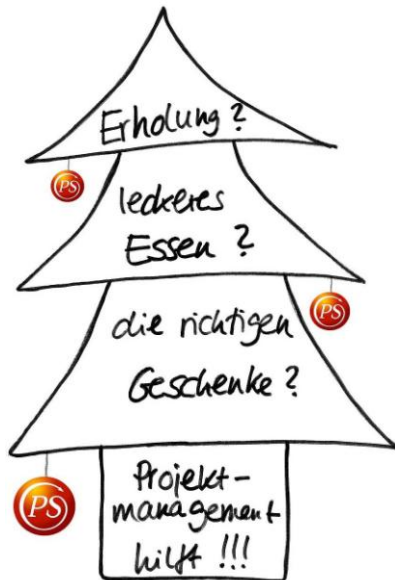 Erholung?
PS
leckeres
Essen?
PS
die richtigen
Geschenke?
Projekt-
management
hilft !!!
PS